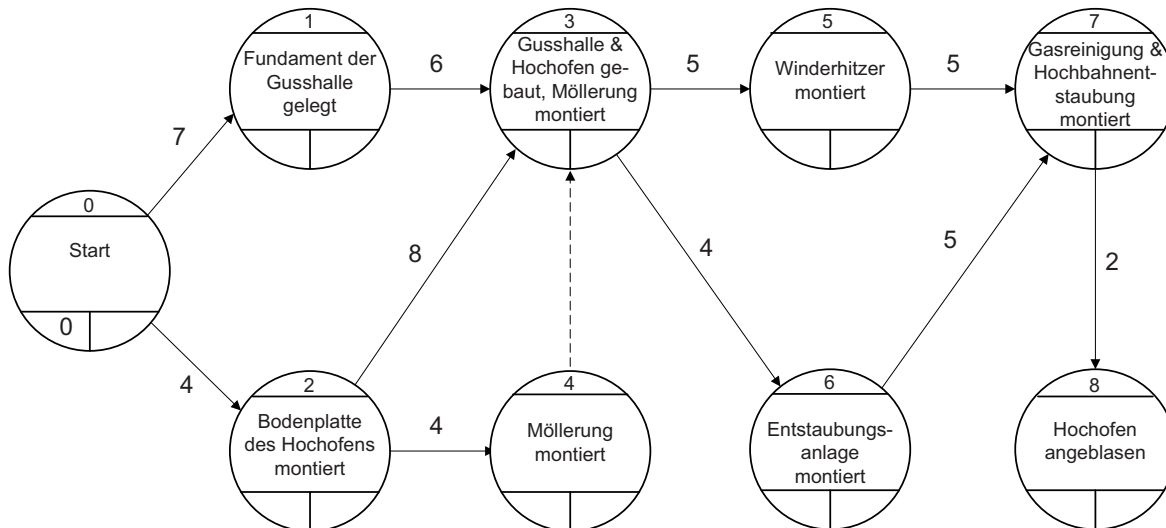 1
Fundament der
Gusshalle
gelegt
6
3
Gusshalle &
Hochofen ge-
baut, Möllerung
montiert
5
5
Winderhitzer
montiert
5
7
Gasreinigung &
Hochbahnent-
staubung
montiert
7
0
Start
0
8
4
5
2
4
2
Bodenplatte
des Hochofens
montiert
4
4
Möllerung
montiert
6
Entstaubungs-
anlage
montiert
8
Hochofen
angeblasen